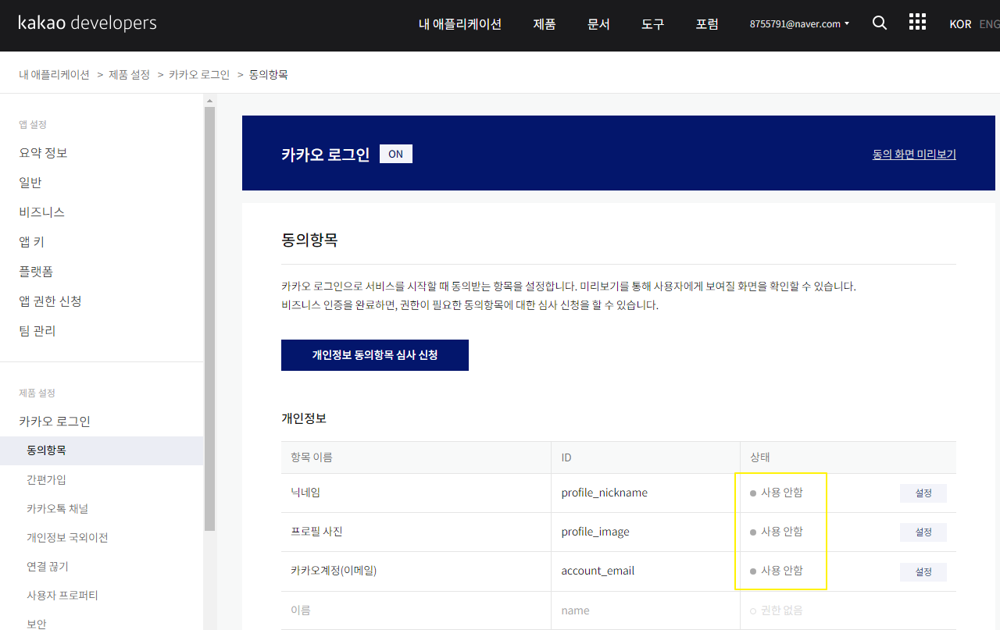 kakao developers
내 애플리케이션 제품 문서 도구 포럼 8755791@naver.com KOR ENG
내 애플리케이션 > 제품 설정 > 카카오 로그인 > 동의항목
앱 설정
요약 정보
일반
비즈니스
앱 키
플랫폼
앱 권한 신청
팀 관리
제품 설정
카카오 로그인
동의항목
간편가입
카카오톡 채널
개인정보 국외이전
연결 끊기
사용자 프로퍼티
보안
카카오 로그인 ON 동의 화면 미리보기
동의항목
카카오 로그인으로 서비스를 시작할 때 동의받는 항목을 설정합니다. 미리보기를 통해 사용자에게 보여질 화면을 확인할 수 있습니다.
비즈니스 인증을 완료하면, 권한이 필요한 동의항목에 대한 심사 신청을 할 수 있습니다.
개인정보 동의항목 심사 신청
개인정보
항목 이름 ID 상태
닉네임 profile_nickname 사용 안함 설정
프로필 사진 profile_image 사용 안함 설정
카카오계정(이메일) account_email 사용 안함 설정
이름 name 권한 없음